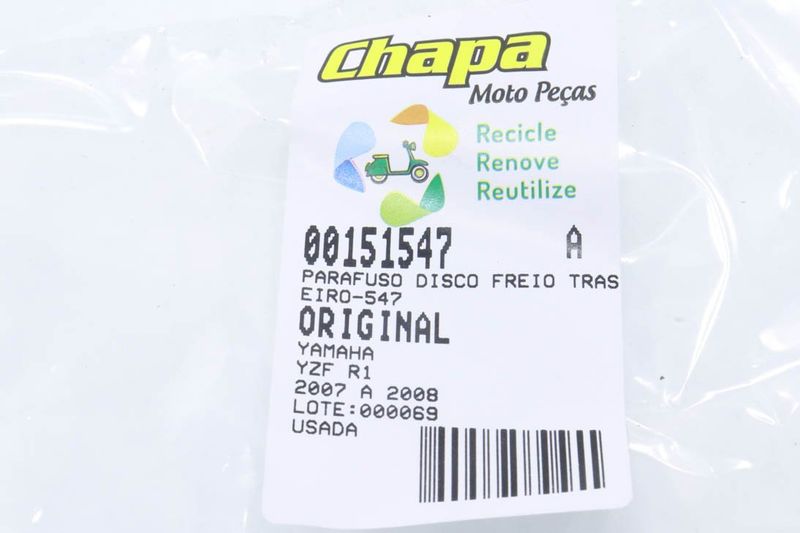 Chapa
Moto Peças
Recicle
Renove
Reutilize
00151547 A
PARAFUSO DISCO FREIO TRAS
EIRO-547
ORIGINAL
YAMAHA
YZF R1
2007 A 2008
LOTE:000069
USADA